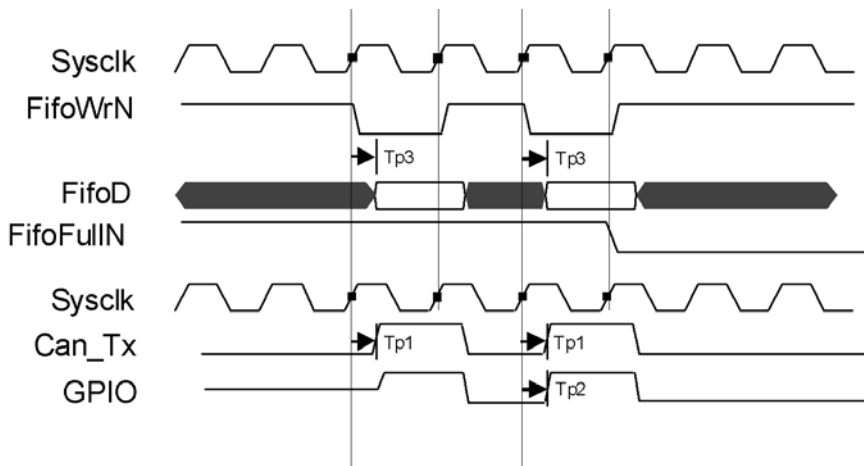 Sysclk
FifoWrN
Tp3 Tp3
FifoD
FifoFullN
Sysclk
Can_Tx Tp1 Tp1
GPIO Tp2